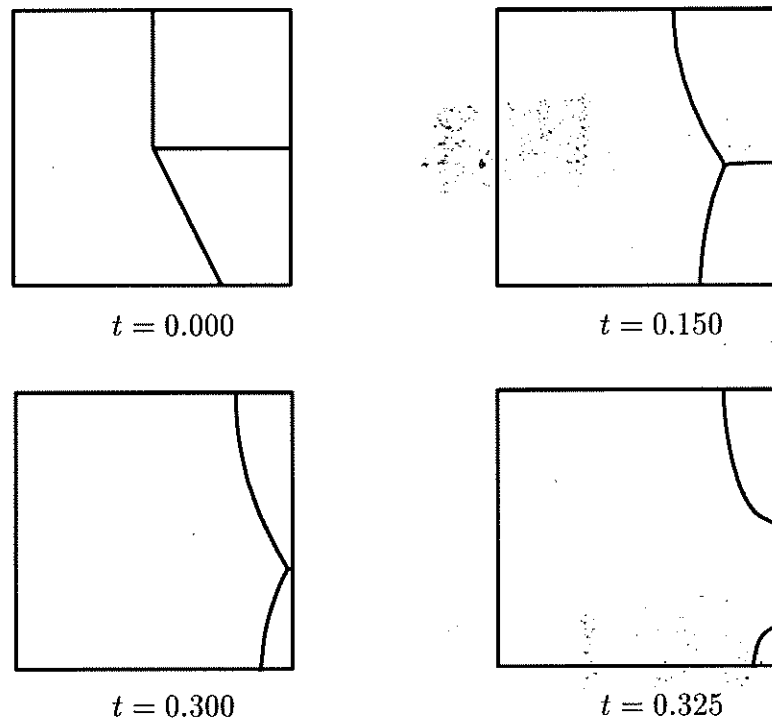 t = 0.000
t = 0.150
t = 0.300
t = 0.325